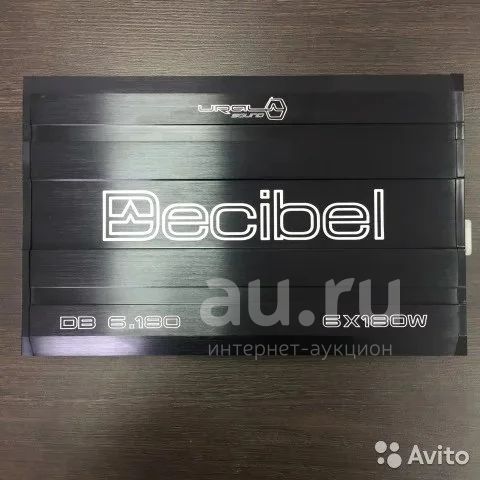 URAL
SOUND
Decibel
au.ru
интернет-аукцион
DB 6.180
6X180W
Avito